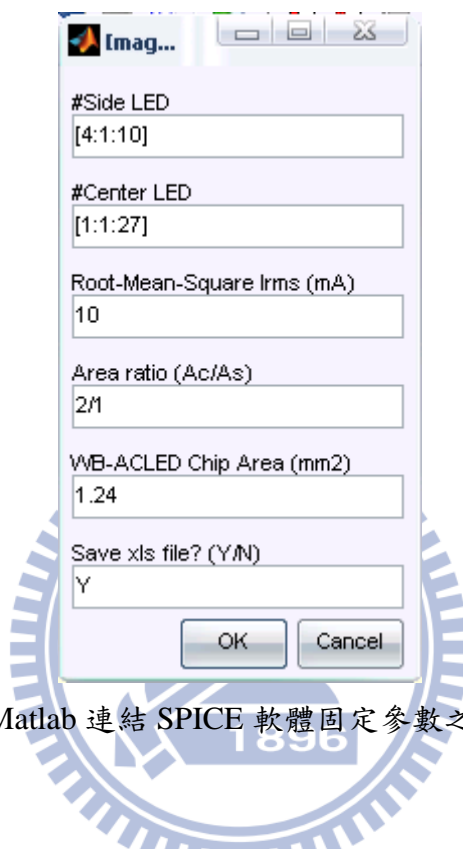 [mag...
#Side LED
[4:1:10]
#Center LED
[1:1:27]
Root-Mean-Square Irms (mA)
10
Area ratio (Ac/As)
2/1
WB-ACLED Chip Area (mm2)
1.24
Save xls file? (Y/N)
Y
OK Cancel
Matlab 連結 SPICE 軟體固定參數之
1896